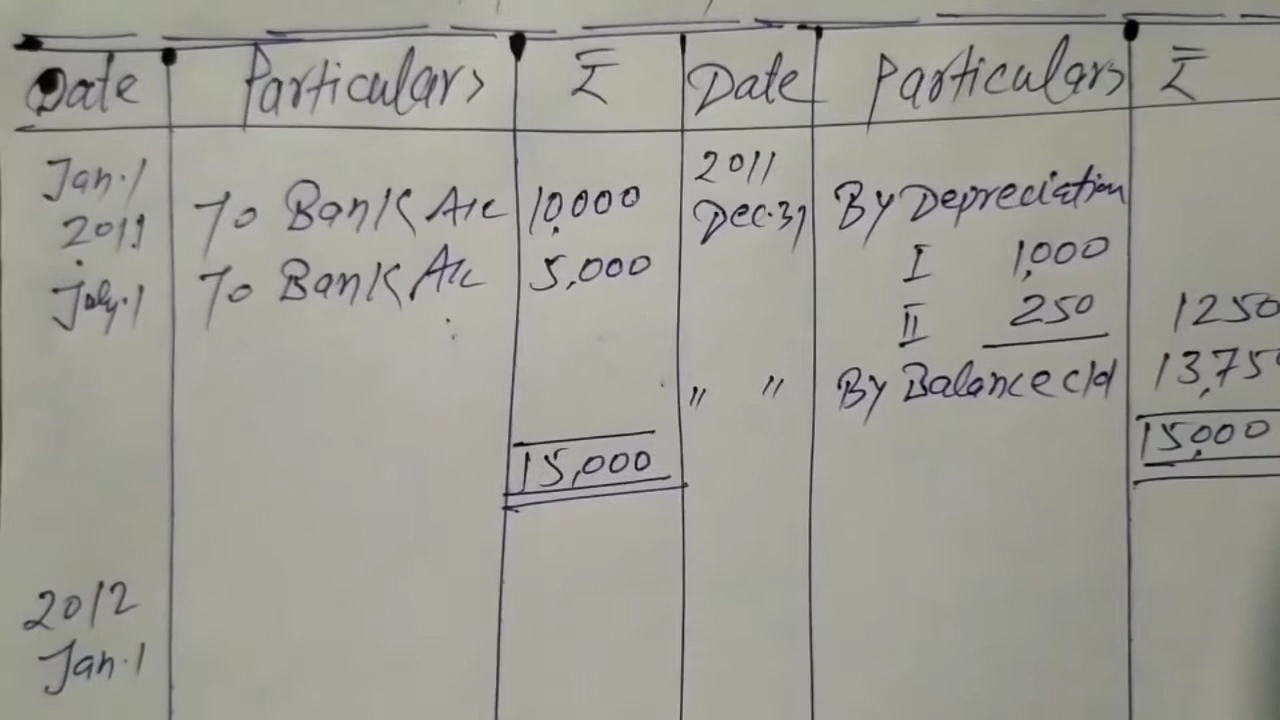 Date Particulars ₹ Date Particulars ₹
Jan.1 2011
2011 To Bank A/c 10,000 Dec.31 By Depreciation
July.1 To Bank A/c 5,000 I 1,000
II 250 1250
" " By Balance c/d 13,75
15,000 15,000
2012
Jan.1